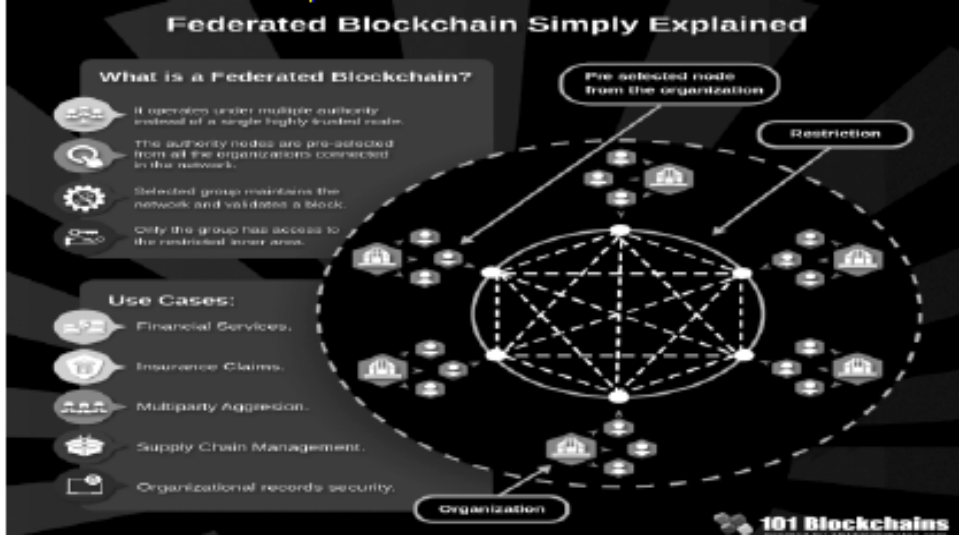 Federated Blockchain Simply Explained
What is a Federated Blockchain?
It operates under multiple authority
instead of a single highly trusted node.
The authority nodes are pre-selected
from all the organizations connected
in the network.
Selected group maintains the
network and validates a block.
Only the group has access to
the restricted inner area.
Use Cases:
Financial Services.
Insurance Claims.
Multiparty Aggresion.
Supply Chain Management.
Organizational records security.
Pre selected node
from the organization
Restriction
Organization
101 Blockchains